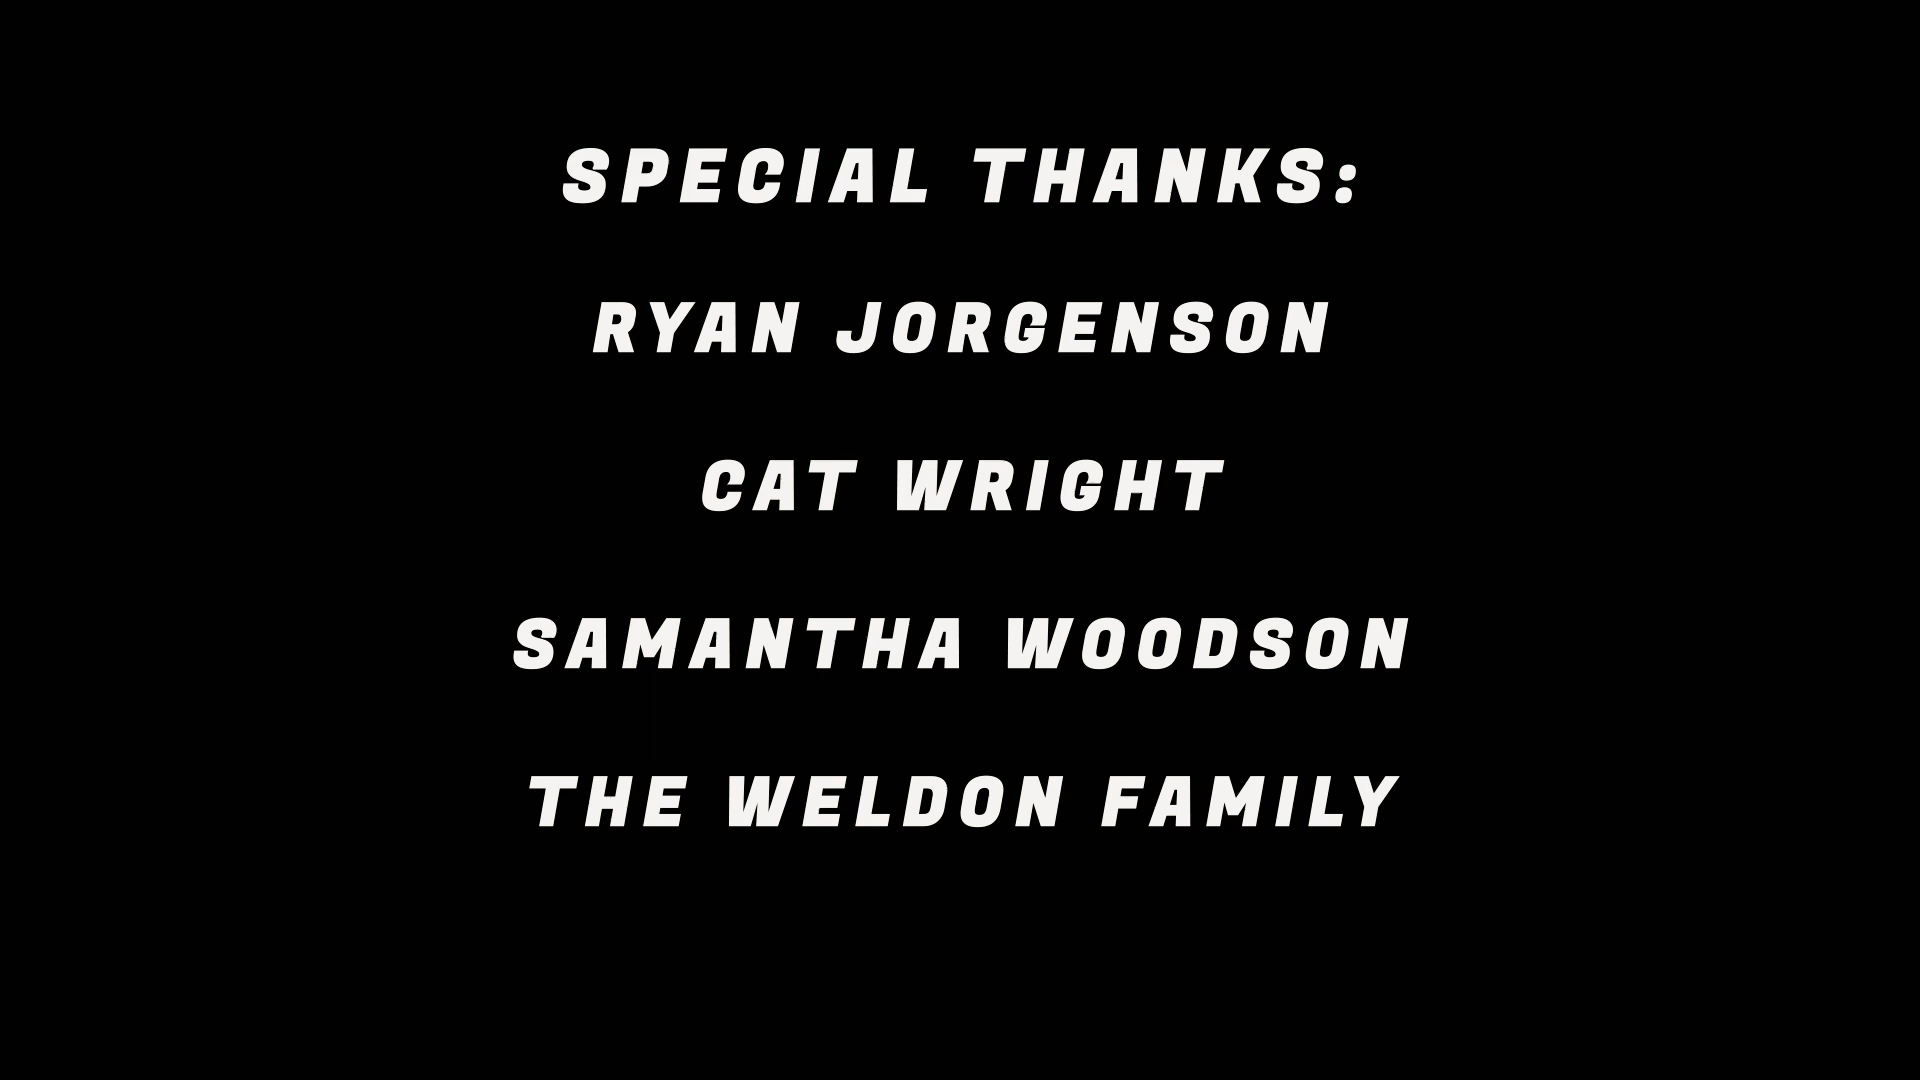 SPECIAL THANKS:
RYAN JORGENSON
CAT WRIGHT
SAMANTHA WOODSON
THE WELDON FAMILY